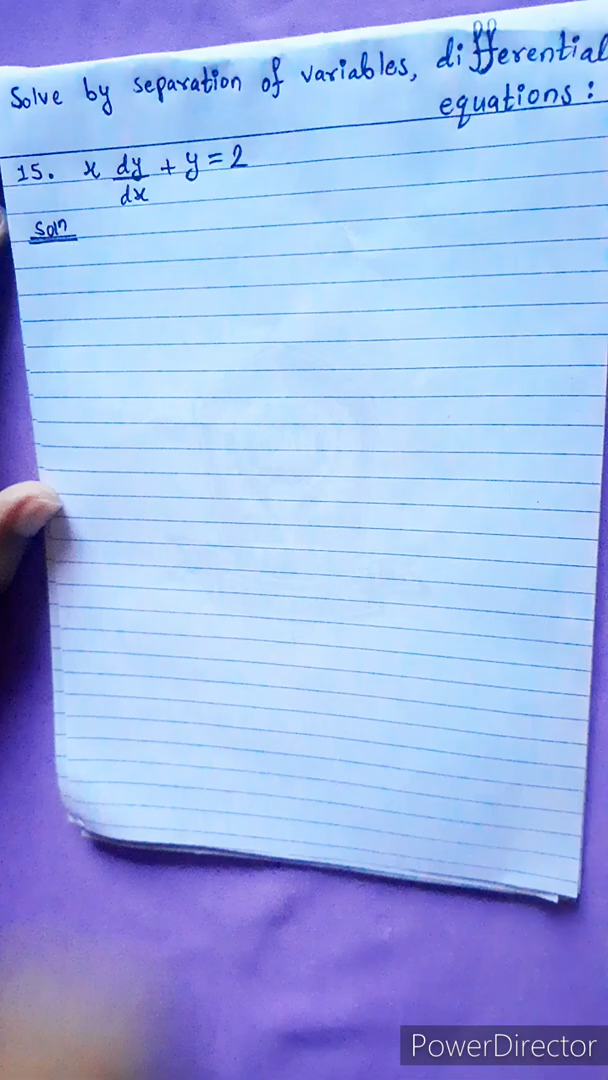 Solve by separation of variables, differential
equations :
15. x dy/dx + y = 2
Soln
PowerDirector